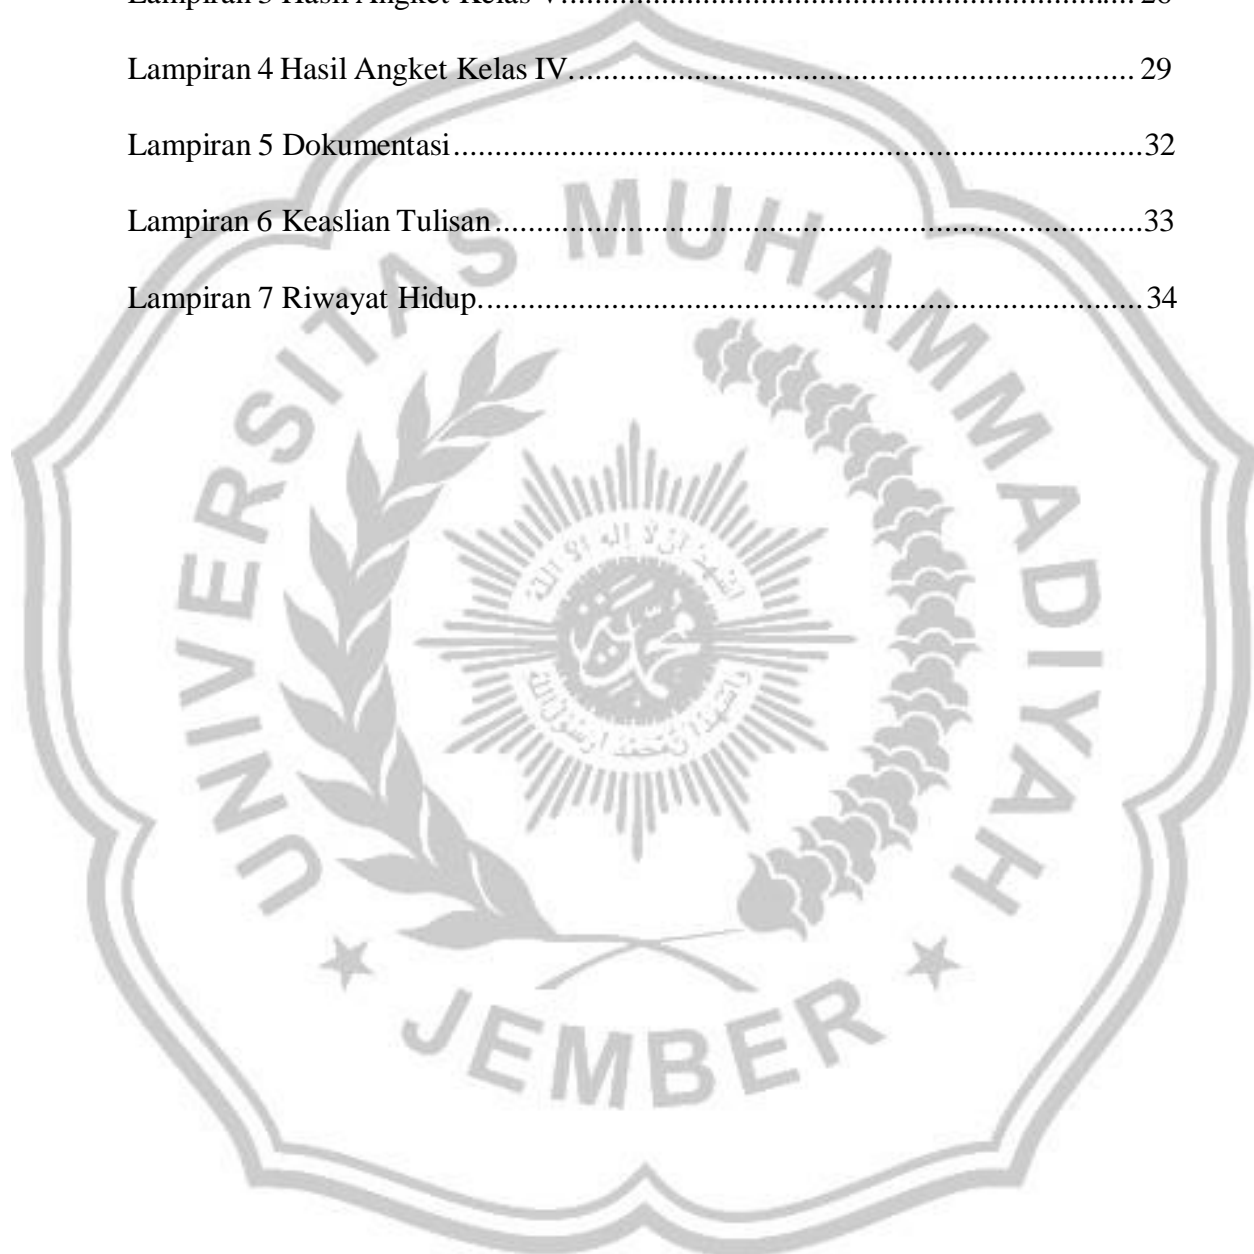 Lampiran 4 Hasil Angket Kelas IV. 29
Lampiran 5 Dokumentasi 32
Lampiran 6 Keaslian Tulisan 33
Lampiran 7 Riwayat Hidup. 34
UNIVERSITAS MUHAMMADIYAH
JEMBER